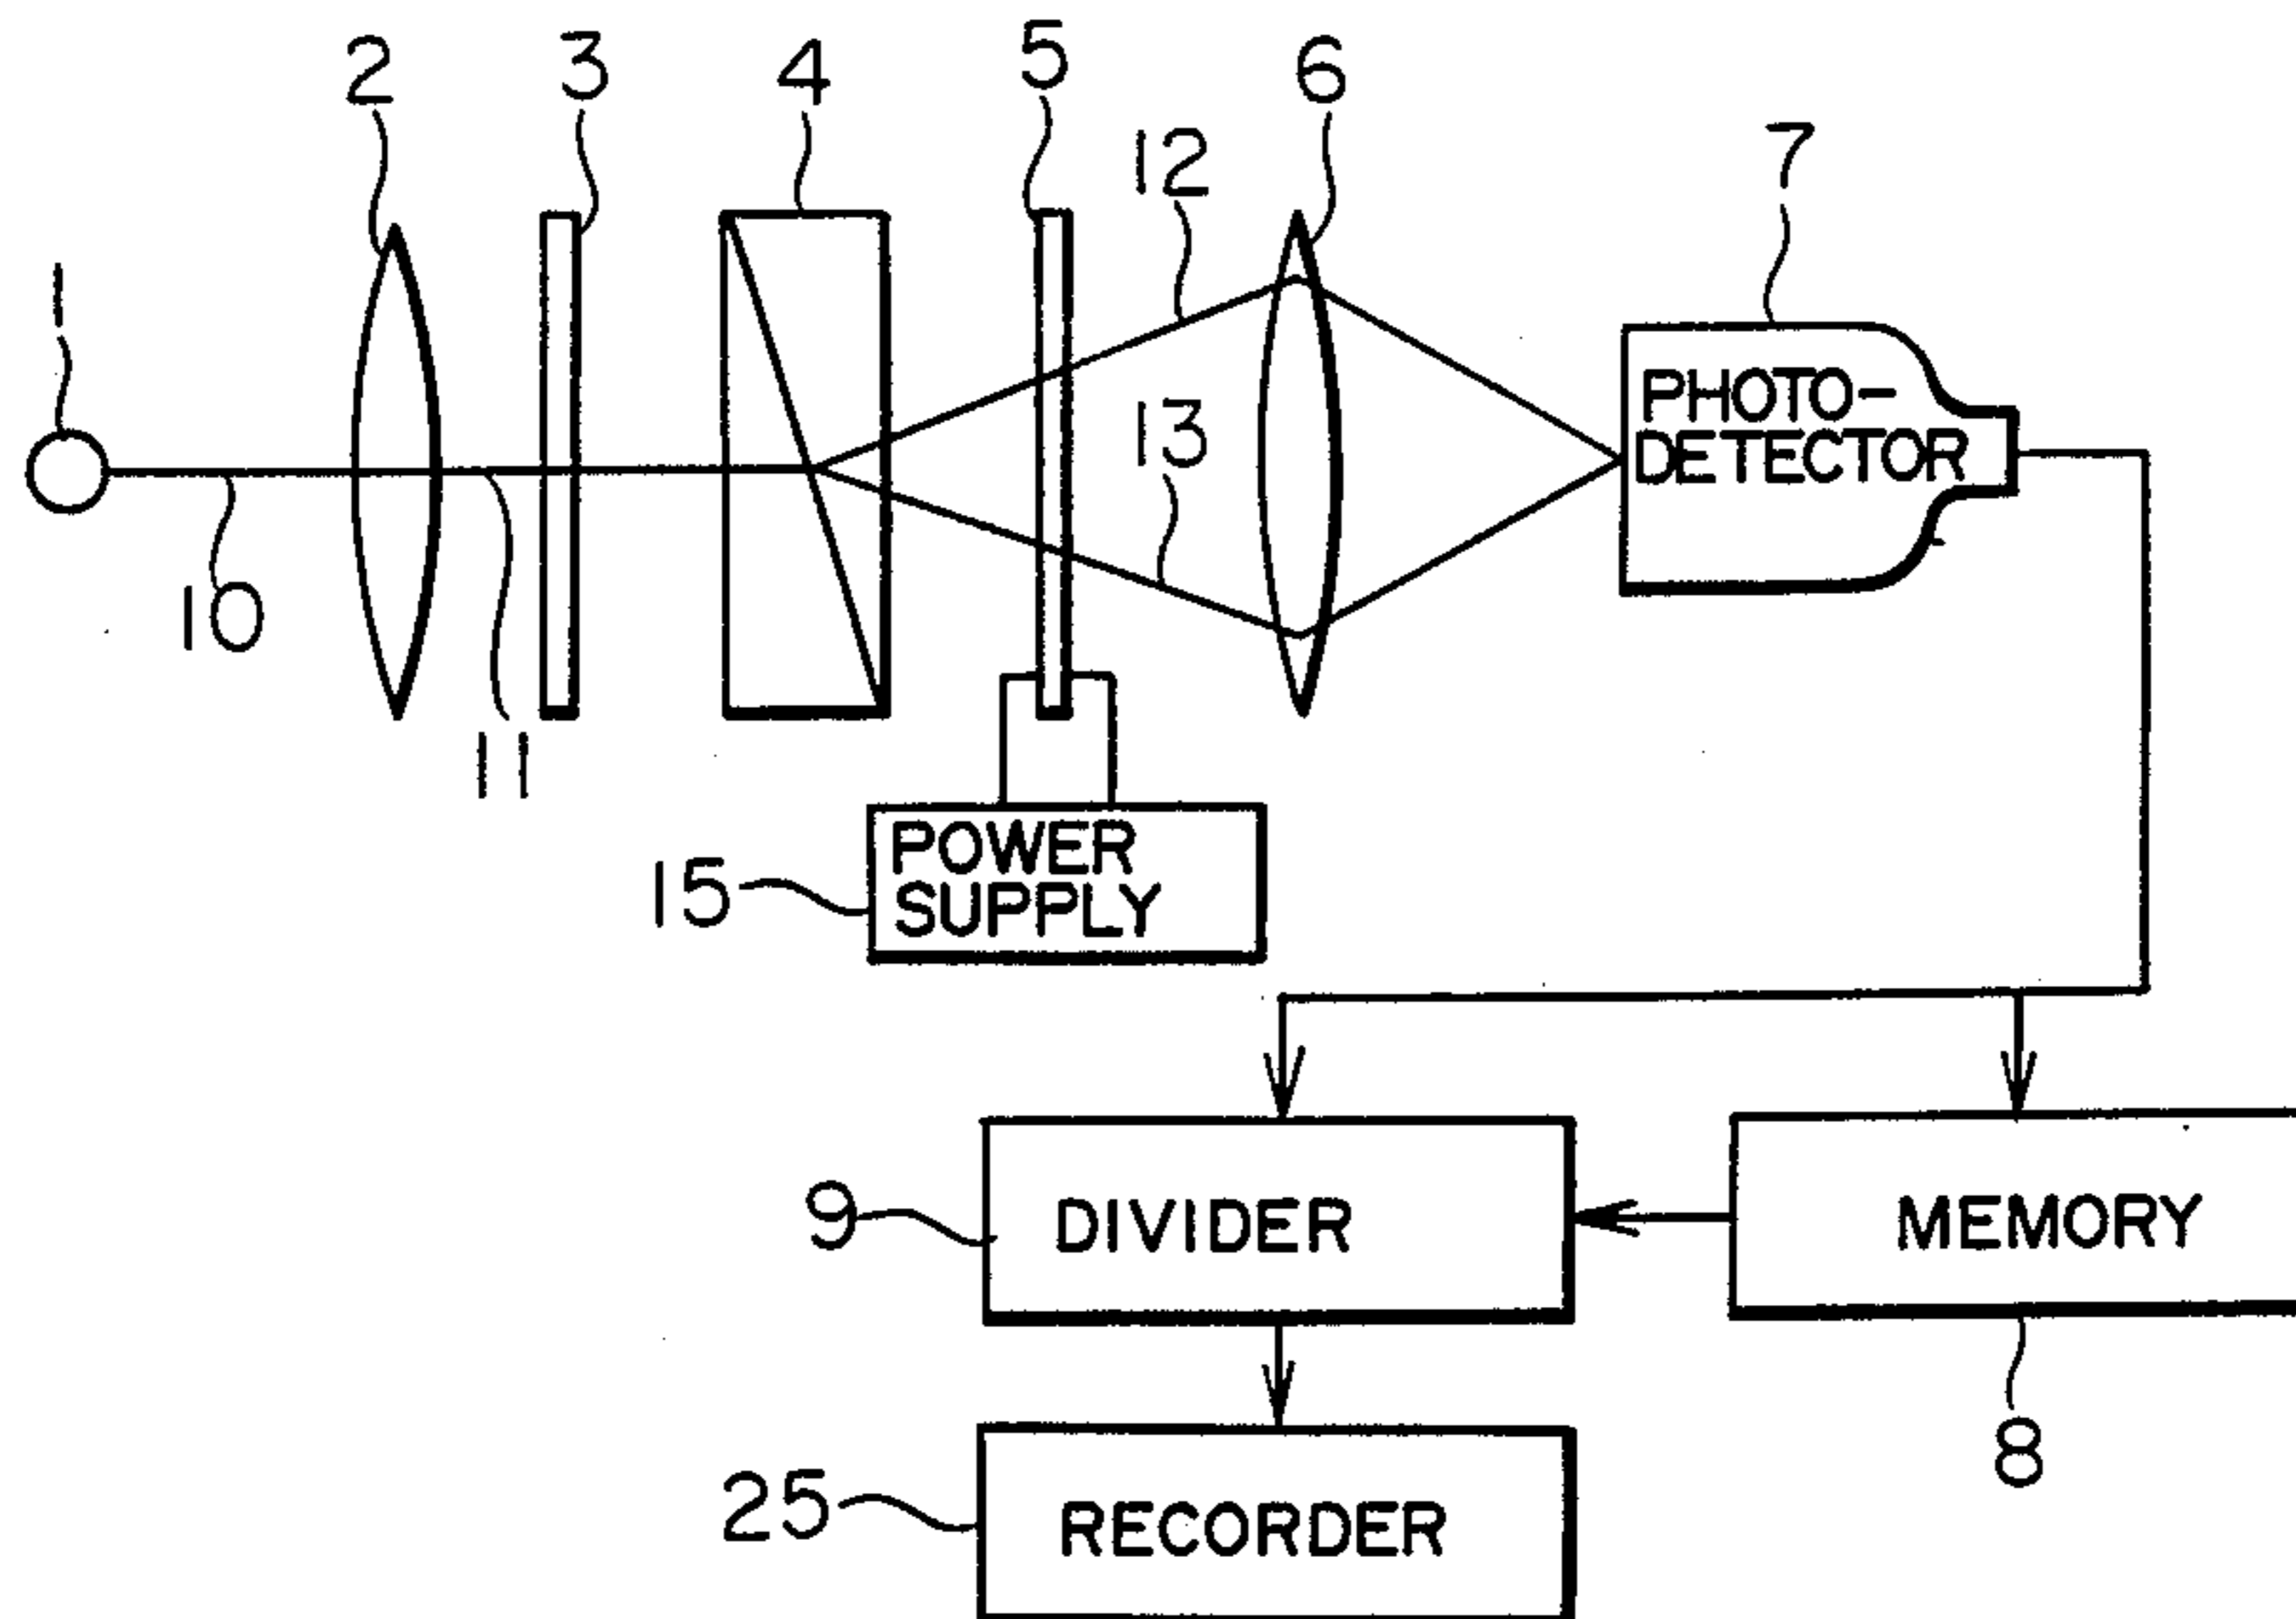 2
3
4
5
6
7
1
12
13
10
11
PHOTO-
DETECTOR
15
POWER
SUPPLY
9
DIVIDER
MEMORY
8
25
RECORDER